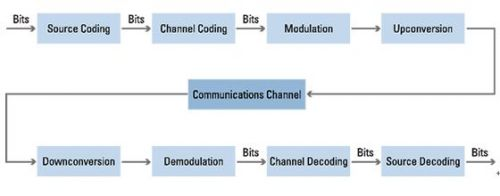 Bits Bits Bits
Source Coding Channel Coding Modulation Upconversion
Communications Channel
Bits Bits Bits
Downconversion Demodulation Channel Decoding Source Decoding